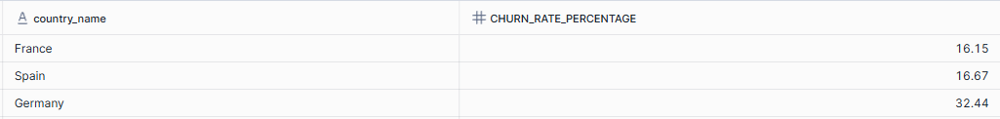 A country_name # CHURN_RATE_PERCENTAGE
France 16.15
Spain 16.67
Germany 32.44